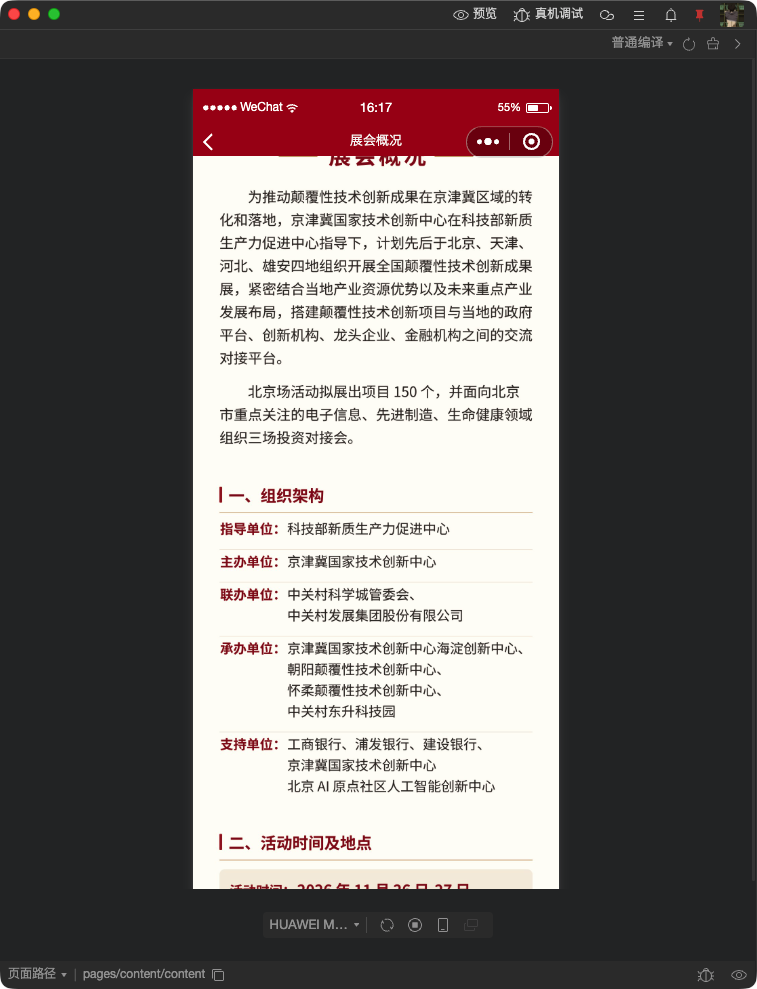 预览
真机调试
普通编译
WeChat
16:17
55%
展会概况
展会概况
为推动颠覆性技术创新成果在京津冀区域的转
化和落地，京津冀国家技术创新中心在科技部新质
生产力促进中心指导下，计划先后于北京、天津、
河北、雄安四地组织开展全国颠覆性技术创新成果
展，紧密结合当地产业资源优势以及未来重点产业
发展布局，搭建颠覆性技术创新项目与当地的政府
平台、创新机构、龙头企业、金融机构之间的交流
对接平台。
北京场活动拟展出项目 150 个，并面向北京
市重点关注的电子信息、先进制造、生命健康领域
组织三场投资对接会。
一、组织架构
指导单位：科技部新质生产力促进中心
主办单位：京津冀国家技术创新中心
联办单位：中关村科学城管委会、
中关村发展集团股份有限公司
承办单位：京津冀国家技术创新中心海淀创新中心、
朝阳颠覆性技术创新中心、
怀柔颠覆性技术创新中心、
中关村东升科技园
支持单位：工商银行、浦发银行、建设银行、
京津冀国家技术创新中心
北京 AI 原点社区人工智能创新中心
二、活动时间及地点
活动时间：2026 年 11 月 26 日-27 日
HUAWEI M...
页面路径
pages/content/content